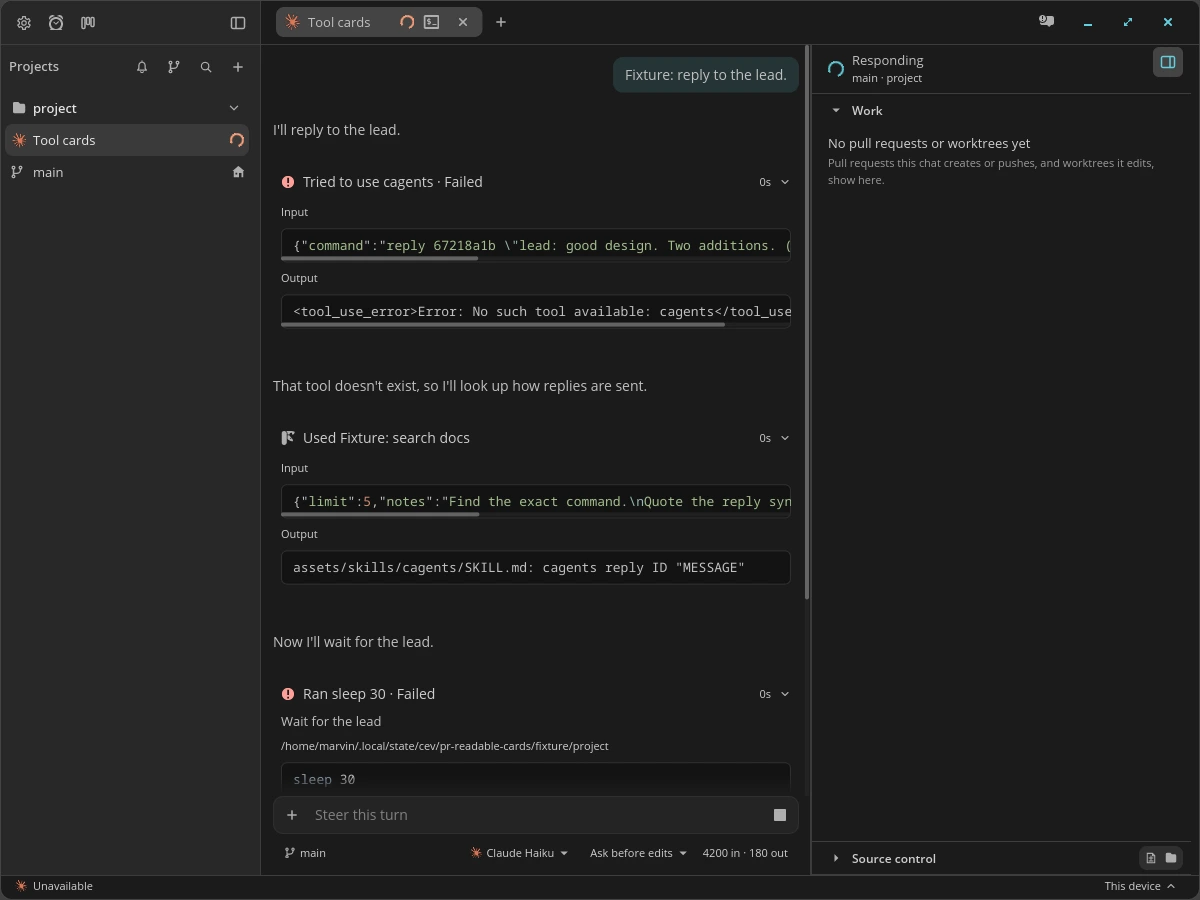 Tool cards
Projects
project
Tool cards
main
Fixture: reply to the lead.
I'll reply to the lead.
Tried to use cagents · Failed
0s
Input
{"command":"reply 67218a1b \"lead: good design. Two additions. (
Output
<tool_use_error>Error: No such tool available: cagents</tool_use
That tool doesn't exist, so I'll look up how replies are sent.
Used Fixture: search docs
0s
Input
{"limit":5,"notes":"Find the exact command.\nQuote the reply syn
Output
assets/skills/cagents/SKILL.md: cagents reply ID "MESSAGE"
Now I'll wait for the lead.
Ran sleep 30 · Failed
0s
Wait for the lead
/home/marvin/.local/state/cev/pr-readable-cards/fixture/project
sleep 30
Steer this turn
main
Claude Haiku
Ask before edits
4200 in · 180 out
Responding
main · project
Work
No pull requests or worktrees yet
Pull requests this chat creates or pushes, and worktrees it edits,
show here.
Source control
Unavailable
This device